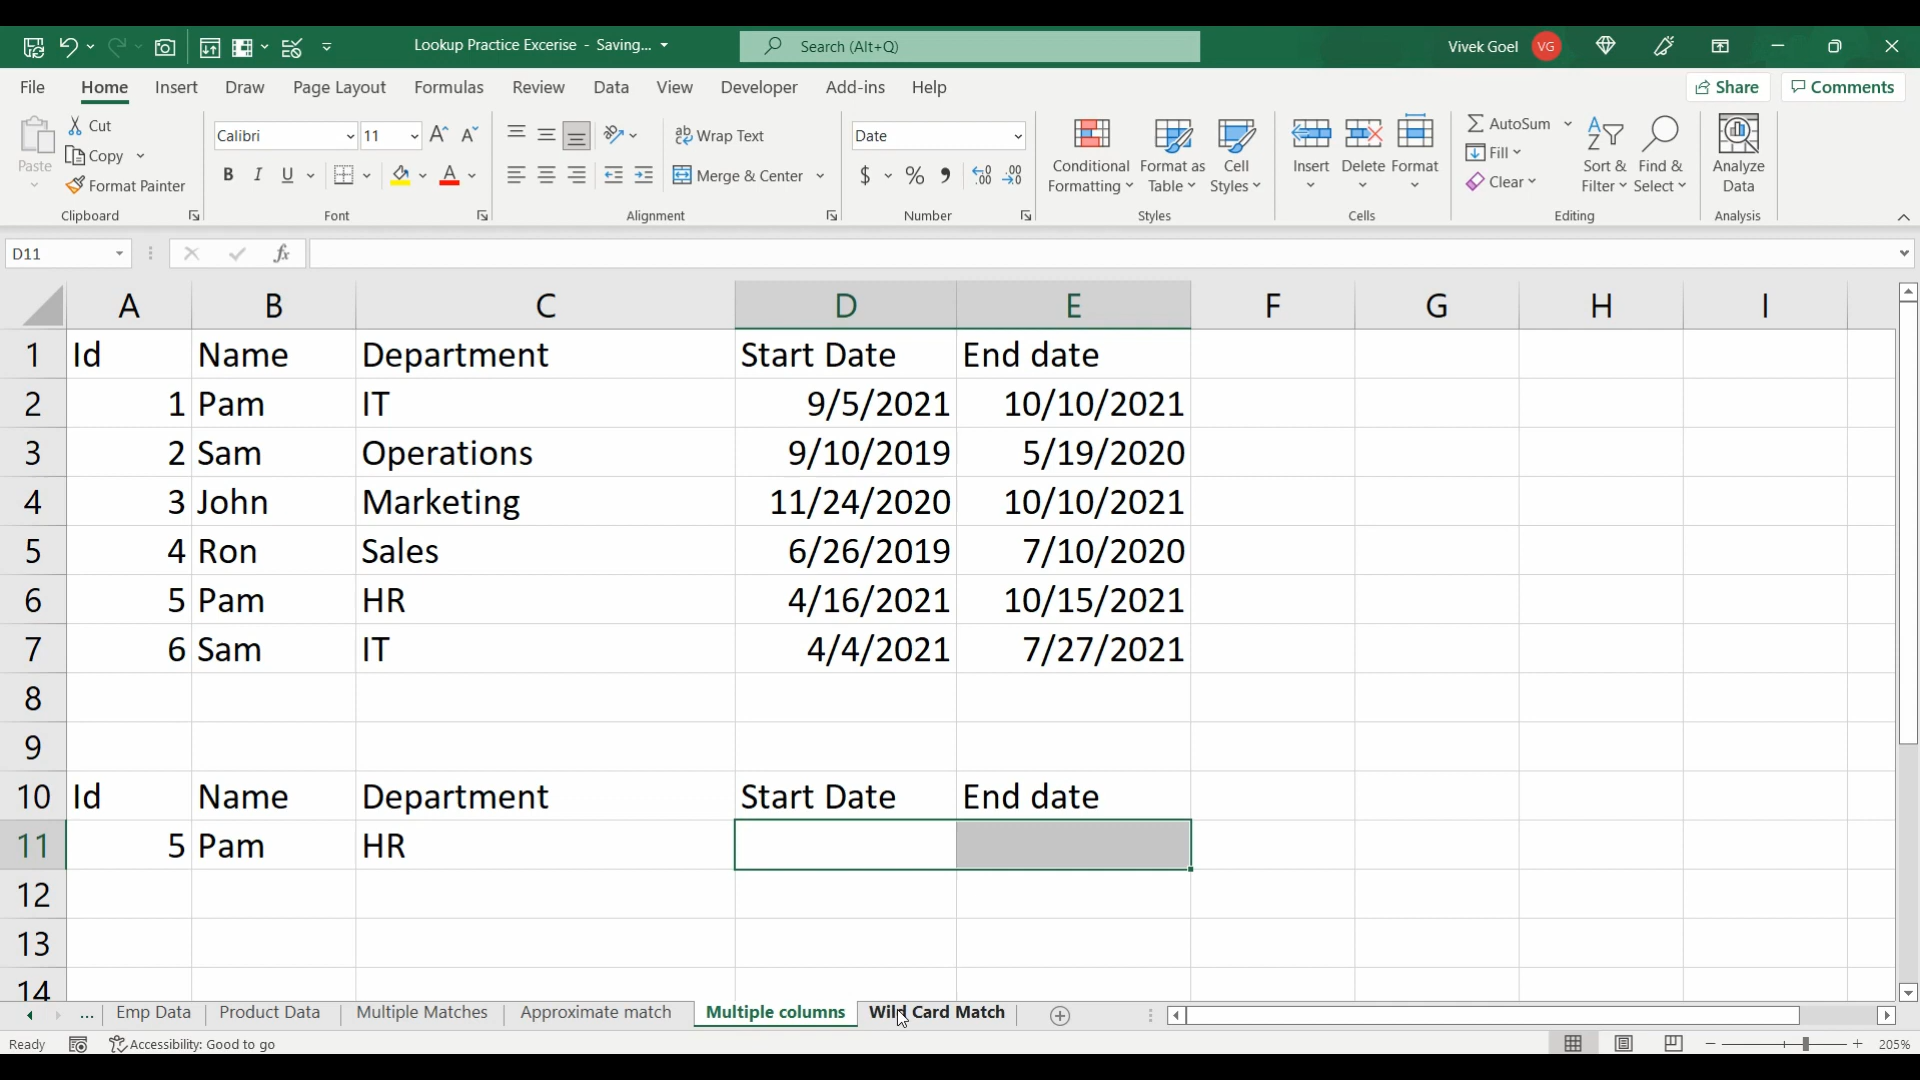 Lookup Practice Excerise - Saving...
Search (Alt+Q)
Vivek Goel VG
File Home Insert Draw Page Layout Formulas Review Data View Developer Add-ins Help
Share Comments
Paste
Cut
Copy
Format Painter
Clipboard
Calibri 11
A A
B I U A
Font
ab Wrap Text
Merge & Center
Alignment
Date
$ % ,
Number
Conditional Formatting
Format as Table
Cell Styles
Styles
Insert Delete Format
Cells
AutoSum
Fill
Clear
Sort & Filter
Find & Select
Editing
Analyze Data
Analysis
D11 fx
A B C D E F G H I
1 Id Name Department Start Date End date
2 1 Pam IT 9/5/2021 10/10/2021
3 2 Sam Operations 9/10/2019 5/19/2020
4 3 John Marketing 11/24/2020 10/10/2021
5 4 Ron Sales 6/26/2019 7/10/2020
6 5 Pam HR 4/16/2021 10/15/2021
7 6 Sam IT 4/4/2021 7/27/2021
8
9
10 Id Name Department Start Date End date
11 5 Pam HR
12
13
14
... Emp Data Product Data Multiple Matches Approximate match Multiple columns Wild Card Match
Ready Accessibility: Good to go 205%